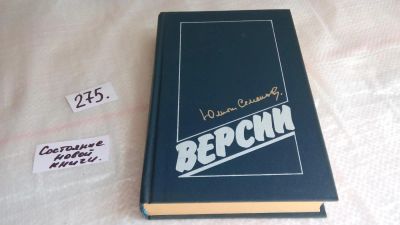 275.
Состояние
новой
книги.
Юлиан Семенов.
ВЕРСИИ